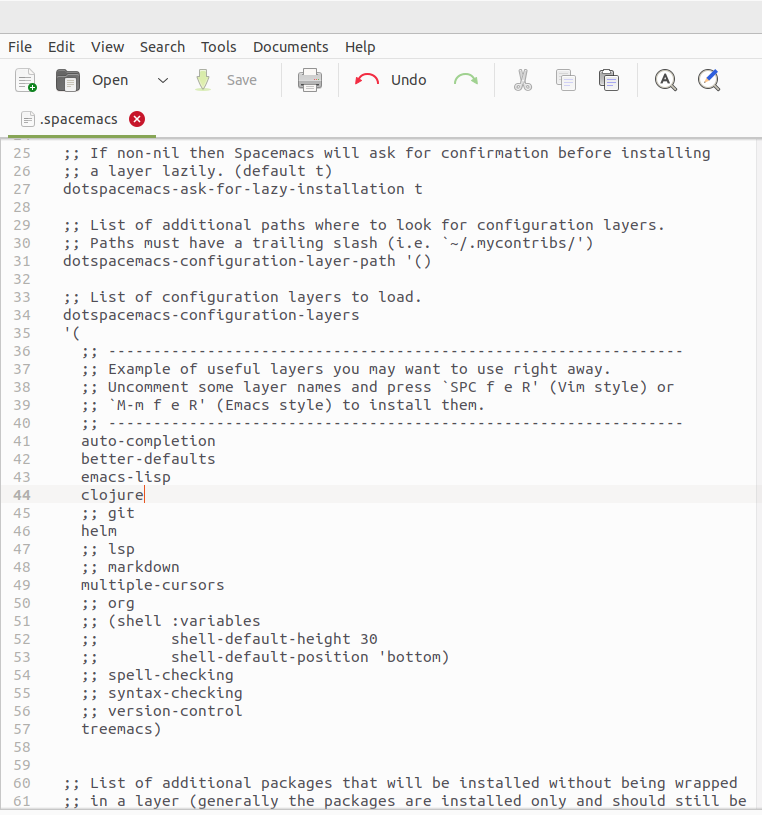 File Edit View Search Tools Documents Help
Open Save Undo
.spacemacs
25 ;; If non-nil then Spacemacs will ask for confirmation before installing
26 ;; a layer lazily. (default t)
27 dotspacemacs-ask-for-lazy-installation t
28
29 ;; List of additional paths where to look for configuration layers.
30 ;; Paths must have a trailing slash (i.e. `~/.mycontribs/')
31 dotspacemacs-configuration-layer-path '()
32
33 ;; List of configuration layers to load.
34 dotspacemacs-configuration-layers
35 '(
36 ;; ----------------------------------------------------------------
37 ;; Example of useful layers you may want to use right away.
38 ;; Uncomment some layer names and press `SPC f e R' (Vim style) or
39 ;; `M-m f e R' (Emacs style) to install them.
40 ;; ----------------------------------------------------------------
41 auto-completion
42 better-defaults
43 emacs-lisp
44 clojure
45 ;; git
46 helm
47 ;; lsp
48 ;; markdown
49 multiple-cursors
50 ;; org
51 ;; (shell :variables
52 ;; shell-default-height 30
53 ;; shell-default-position 'bottom)
54 ;; spell-checking
55 ;; syntax-checking
56 ;; version-control
57 treemacs)
58
59
60 ;; List of additional packages that will be installed without being wrapped
61 ;; in a layer (generally the packages are installed only and should still be